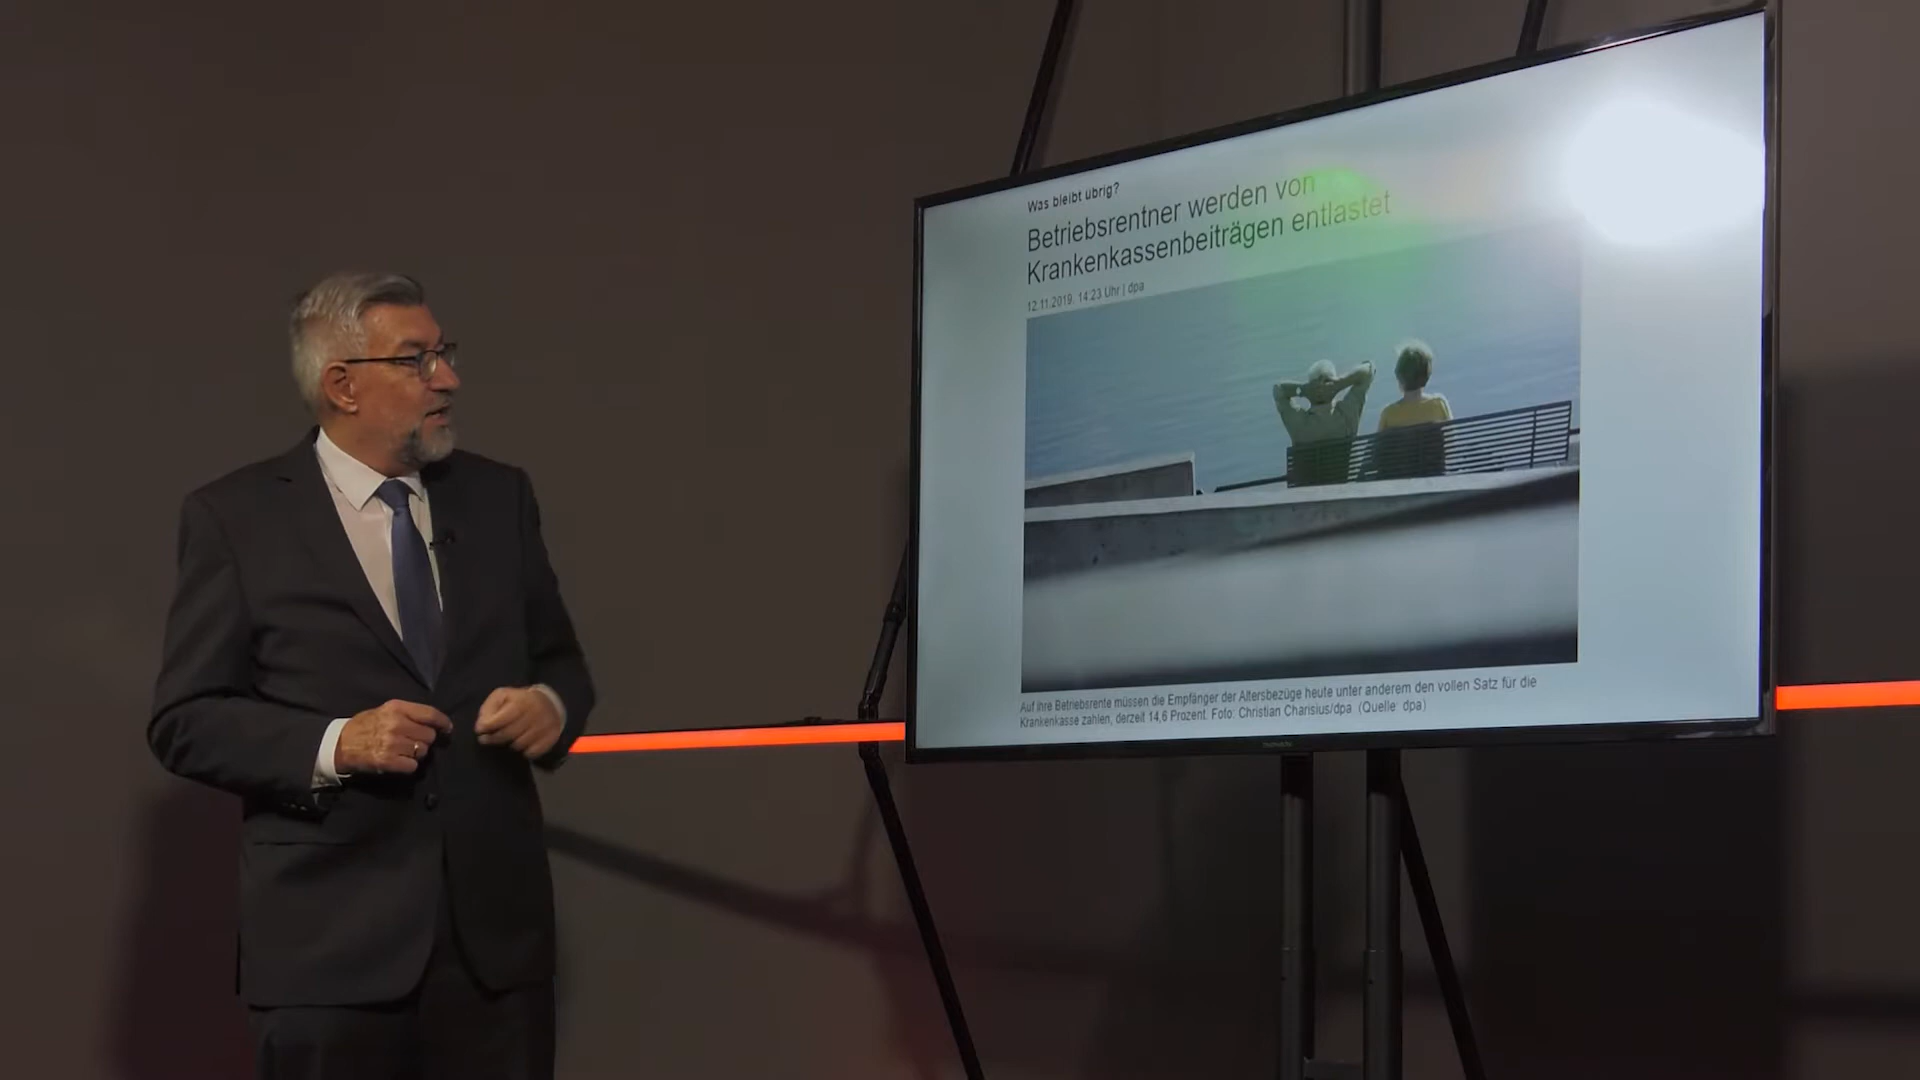 Was bleibt übrig?
Betriebsrentner werden von
Krankenkassenbeiträgen entlastet
12.11.2019, 14:23 Uhr | dpa
Auf ihre Betriebsrente müssen die Empfänger der Altersbezüge heute unter anderem den vollen Satz für die
Krankenkasse zahlen, derzeit 14,6 Prozent. Foto: Christian Charisius/dpa (Quelle: dpa)